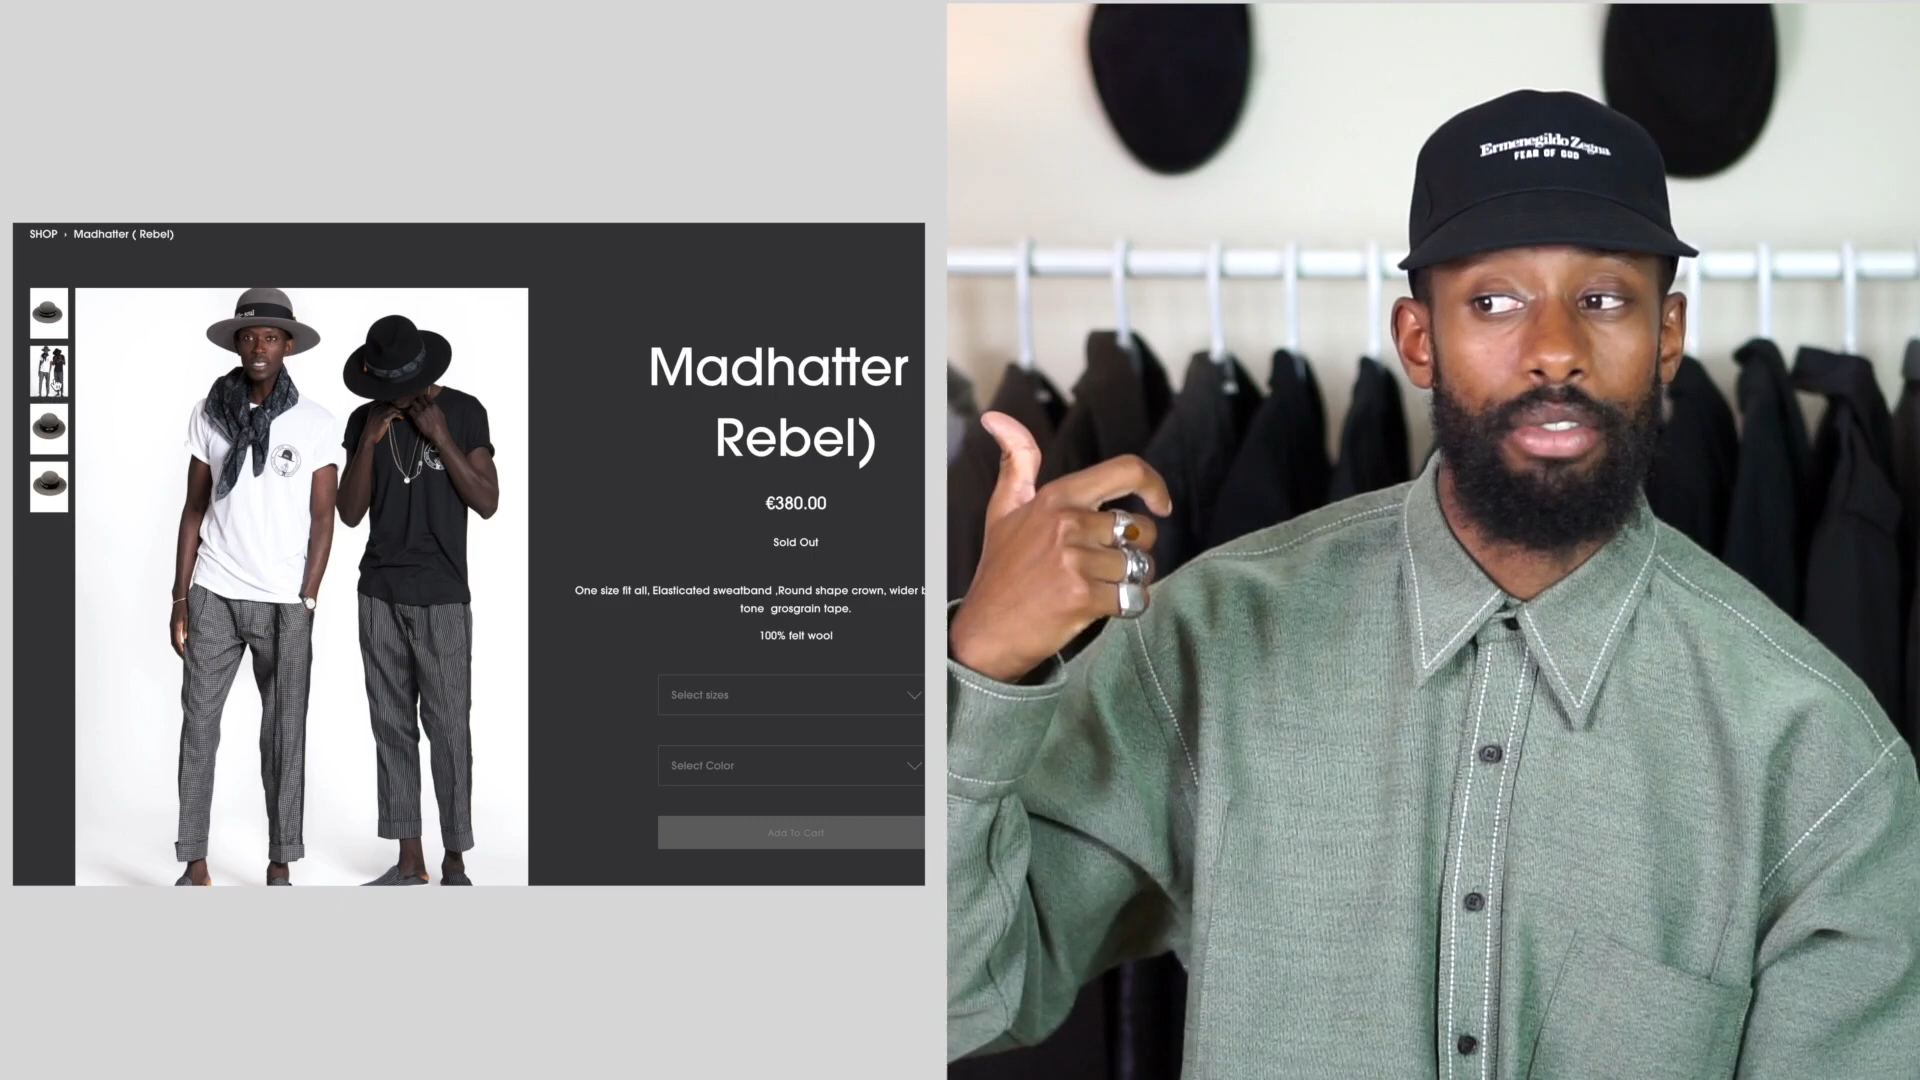 SHOP › Madhatter ( Rebel)
Madhatter
Rebel)
€380.00
Sold Out
One size fit all, Elasticated sweatband ,Round shape crown, wider
tone grosgrain tape.
100% felt wool
Select sizes
Select Color
Add To Cart
Ermenegildo Zegna
FEAR OF GOD